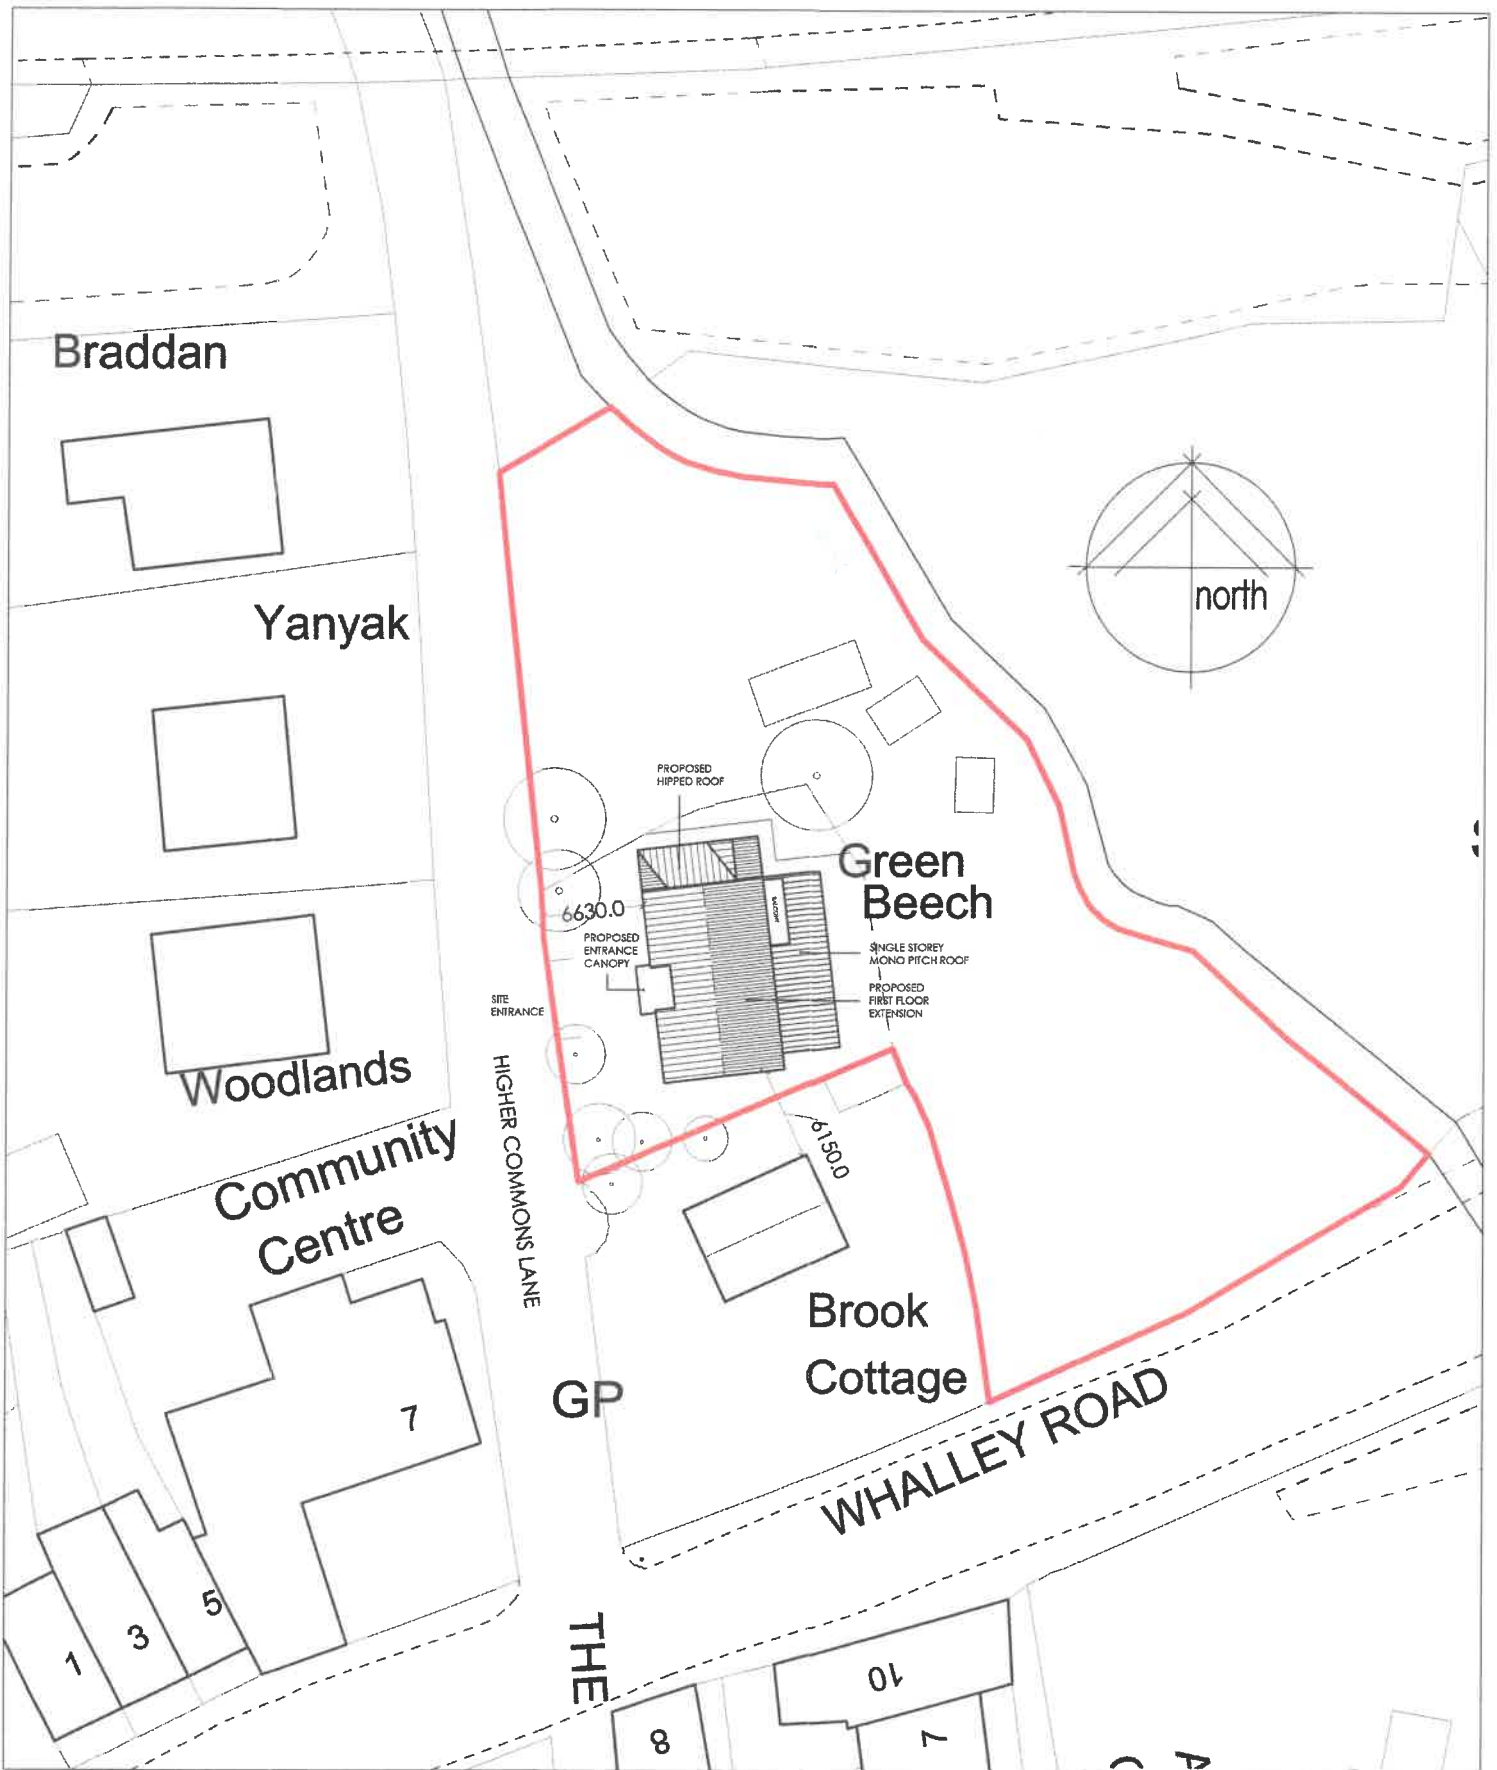 Braddan
Yanyak
north
PROPOSED
HIPPED ROOF
Green
Beech
BALCONY
6630.0
PROPOSED
ENTRANCE
CANOPY
SINGLE STOREY
MONO PITCH ROOF
PROPOSED
FIRST FLOOR
EXTENSION
SITE
ENTRANCE
Woodlands
HIGHER COMMONS LANE
Community
Centre
6150.0
Brook
Cottage
GP
7
WHALLEY ROAD
5
3
1
THE
10
8
7
A